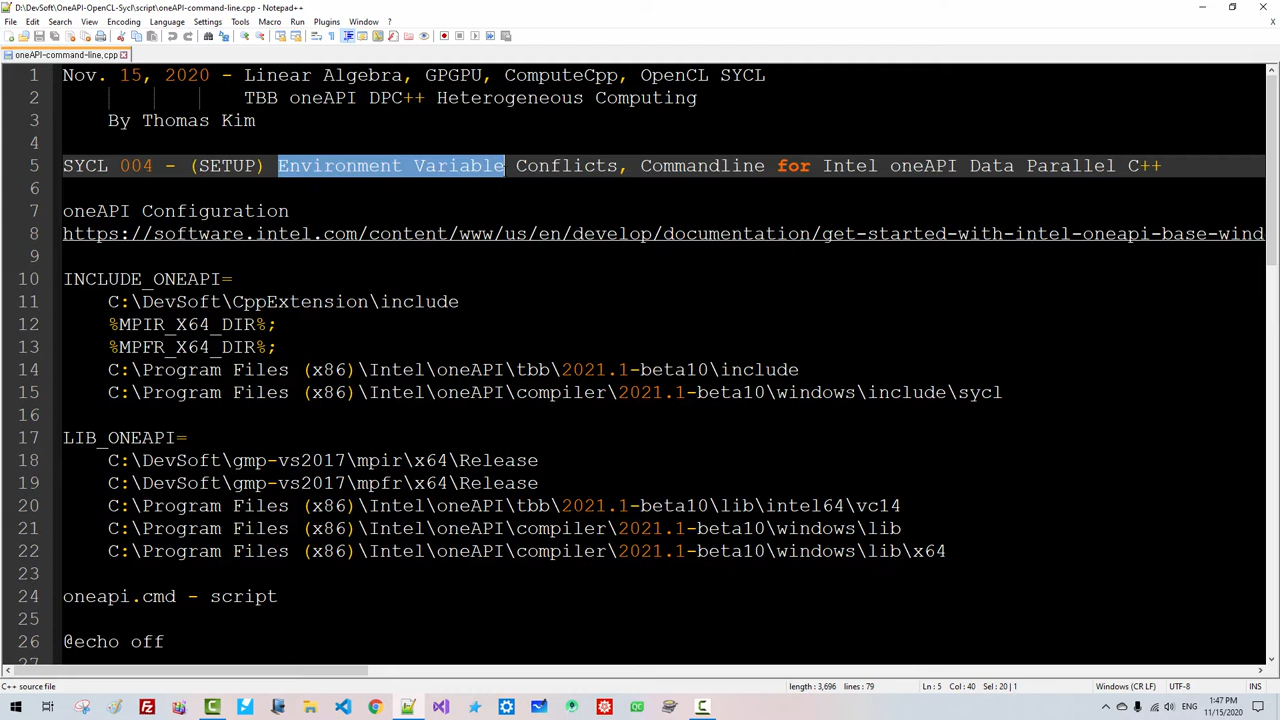 D:\DevSoft\OneAPI-OpenCL-Sycl\script\oneAPI-command-line.cpp - Notepad++
File Edit Search View Encoding Language Settings Tools Macro Run Plugins Window ?
X
oneAPI-command-line.cpp
1 Nov. 15, 2020 - Linear Algebra, GPGPU, ComputeCpp, OpenCL SYCL
2 TBB oneAPI DPC++ Heterogeneous Computing
3 By Thomas Kim
4
5 SYCL 004 - (SETUP) Environment Variable Conflicts, Commandline for Intel oneAPI Data Parallel C++
6
7 oneAPI Configuration
8 https://software.intel.com/content/www/us/en/develop/documentation/get-started-with-intel-oneapi-base-wind
9
10 INCLUDE_ONEAPI=
11 C:\DevSoft\CppExtension\include
12 %MPIR_X64_DIR%;
13 %MPFR_X64_DIR%;
14 C:\Program Files (x86)\Intel\oneAPI\tbb\2021.1-beta10\include
15 C:\Program Files (x86)\Intel\oneAPI\compiler\2021.1-beta10\windows\include\sycl
16
17 LIB_ONEAPI=
18 C:\DevSoft\gmp-vs2017\mpir\x64\Release
19 C:\DevSoft\gmp-vs2017\mpfr\x64\Release
20 C:\Program Files (x86)\Intel\oneAPI\tbb\2021.1-beta10\lib\intel64\vc14
21 C:\Program Files (x86)\Intel\oneAPI\compiler\2021.1-beta10\windows\lib
22 C:\Program Files (x86)\Intel\oneAPI\compiler\2021.1-beta10\windows\lib\x64
23
24 oneapi.cmd - script
25
26 @echo off
C++ source file length : 3,696 lines : 79 Ln : 5 Col : 40 Sel : 20 | 1 Windows (CR LF) UTF-8 INS
1:47 PM
11/15/2020